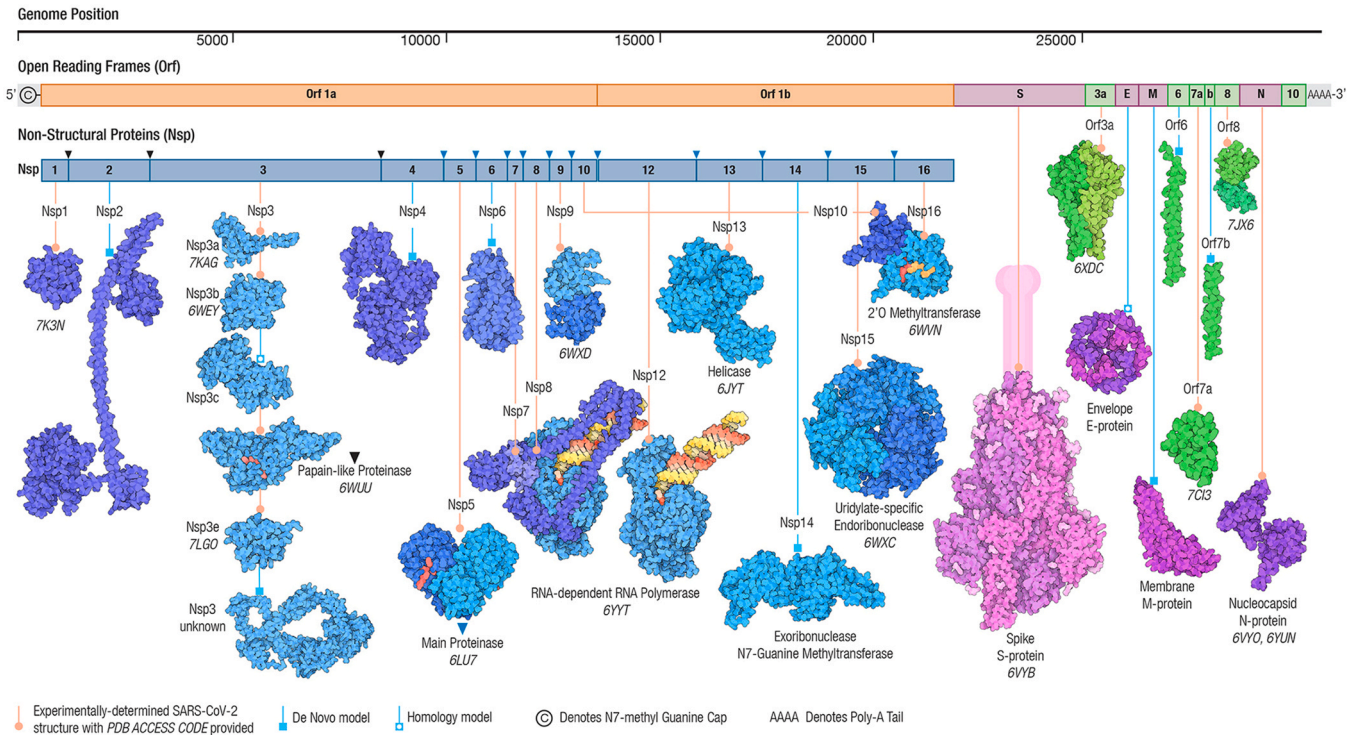 Genome Position
5000 10000 15000 20000 25000
Open Reading Frames (Orf)
5' C Orf 1a Orf 1b S 3a E M 6 7a b 8 N 10 AAAA-3'
Non-Structural Proteins (Nsp)
Nsp 1 2 3 4 5 6 7 8 9 10 12 13 14 15 16
Nsp1
7K3N
Nsp2
Nsp3
Nsp3a
7KAG
Nsp3b
6WEY
Nsp3c
Papain-like Proteinase
6WUU
Nsp3e
7LGO
Nsp3
unknown
Nsp4
Nsp5
Main Proteinase
6LU7
Nsp6
Nsp9
6WXD
Nsp7
Nsp8
Nsp12
RNA-dependent RNA Polymerase
6YYT
Nsp13
Helicase
6JYT
Nsp14
Exoribonuclease
N7-Guanine Methyltransferase
Nsp10
Nsp16
2'O Methyltransferase
6WVN
Nsp15
Uridylate-specific
Endoribonuclease
6WXC
Spike
S-protein
6VYB
Orf3a
6XDC
Envelope
E-protein
Membrane
M-protein
Orf6
Orf7a
7CI3
Orf7b
Orf8
7JX6
Nucleocapsid
N-protein
6VYO, 6YUN
Experimentally-determined SARS-CoV-2
structure with PDB ACCESS CODE provided
De Novo model
Homology model
C Denotes N7-methyl Guanine Cap
AAAA Denotes Poly-A Tail